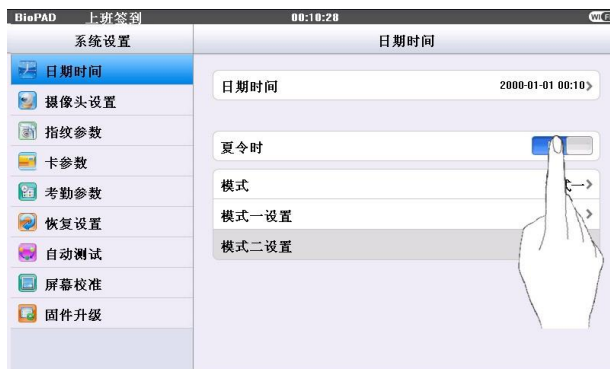 BioPAD 上班签到 00:10:28
系统设置
日期时间
摄像头设置
指纹参数
卡参数
考勤参数
恢复设置
自动测试
屏幕校准
固件升级
日期时间
日期时间 2000-01-01 00:10
夏令时
模式
模式一设置
模式二设置